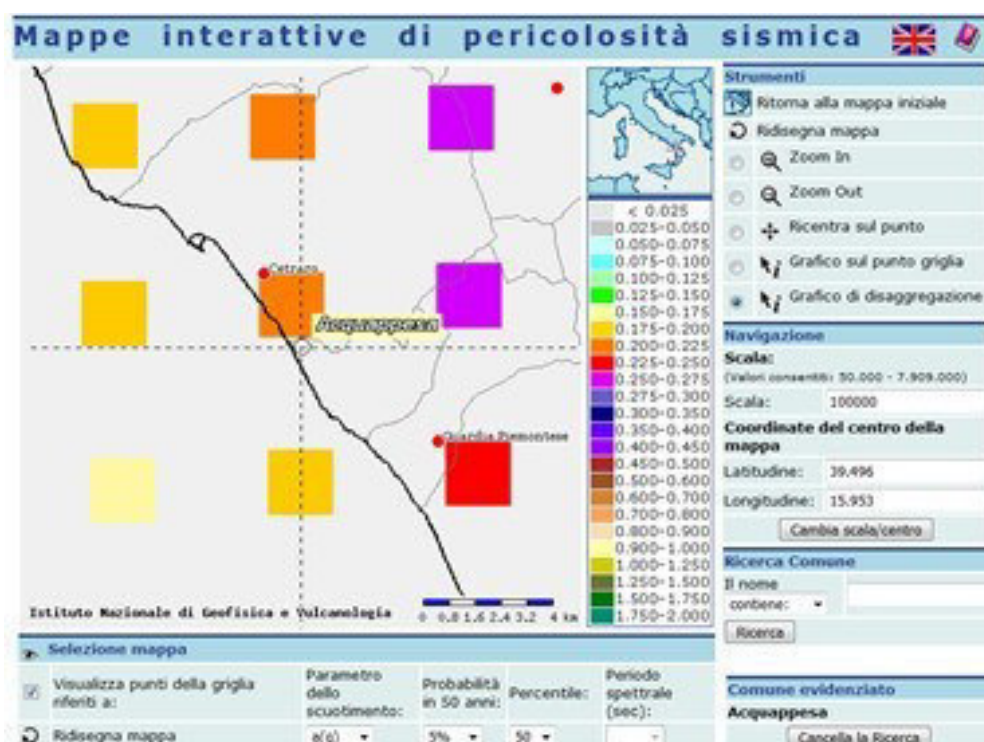 Mappe interattive di pericolosità sismica
Cetraro
Acquappesa
Guardia Piemontese
Istituto Nazionale di Geofisica e Vulcanologia
0 0.8 1.6 2.4 3.2 4 km
< 0.025
0.025-0.050
0.050-0.075
0.075-0.100
0.100-0.125
0.125-0.150
0.150-0.175
0.175-0.200
0.200-0.225
0.225-0.250
0.250-0.275
0.275-0.300
0.300-0.350
0.350-0.400
0.400-0.450
0.450-0.500
0.500-0.600
0.600-0.700
0.700-0.800
0.800-0.900
0.900-1.000
1.000-1.250
1.250-1.500
1.500-1.750
1.750-2.000
Strumenti
Ritorna alla mappa iniziale
Ridisegna mappa
Zoom In
Zoom Out
Ricentra sul punto
Grafico sul punto griglia
Grafico di disaggregazione
Navigazione
Scala:
(Valori consentiti: 50.000 - 7.909.000)
Scala: 100000
Coordinate del centro della
mappa
Latitudine: 39.496
Longitudine: 15.953
Cambia scala/centro
Ricerca Comune
Il nome
contiene:
Ricerca
Comune evidenziato
Acquappesa
Cancella la Ricerca
Selezione mappa
Visualizza punti della griglia
riferiti a:
Parametro
dello
scuotimento:
Probabilità
in 50 anni:
Percentile:
Periodo
spettrale
(sec):
Ridisegna mappa
a(g)
5%
50